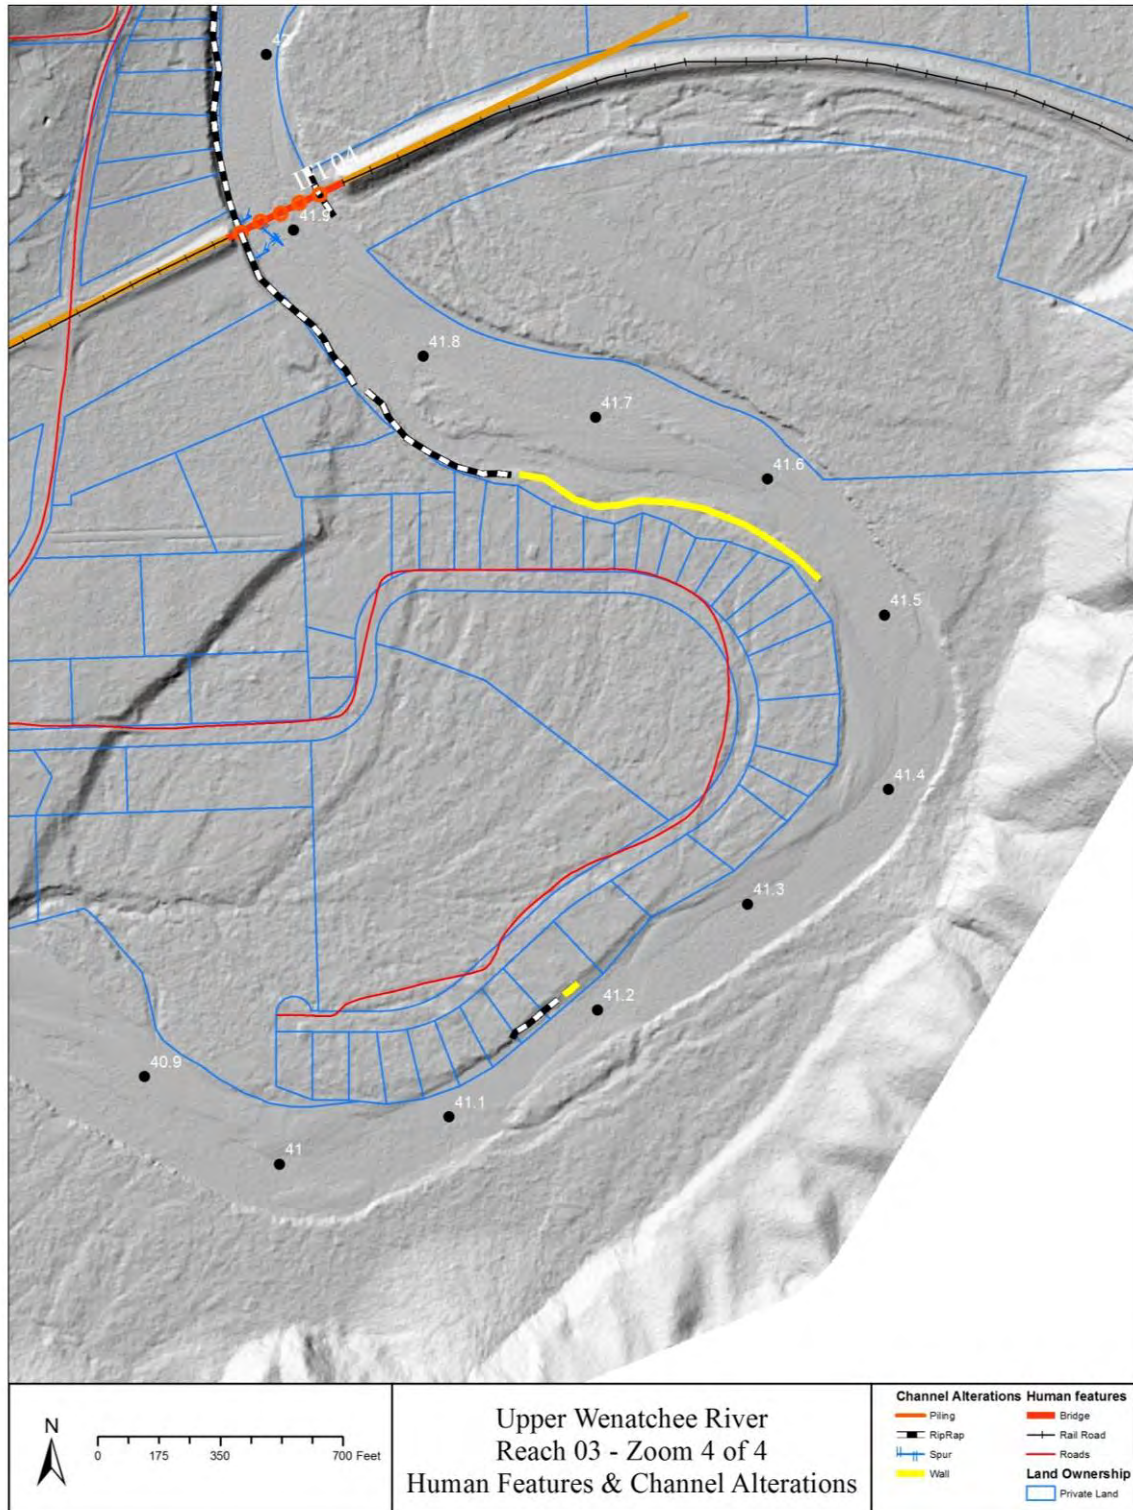 41.9
41.8
41.7
41.6
41.5
41.4
41.3
41.2
41.1
41
40.9
N
0 175 350 700 Feet
Upper Wenatchee River
Reach 03 - Zoom 4 of 4
Human Features & Channel Alterations
Channel Alterations Human features
Piling Bridge
RipRap Rail Road
Spur Roads
Wall Land Ownership
Private Land